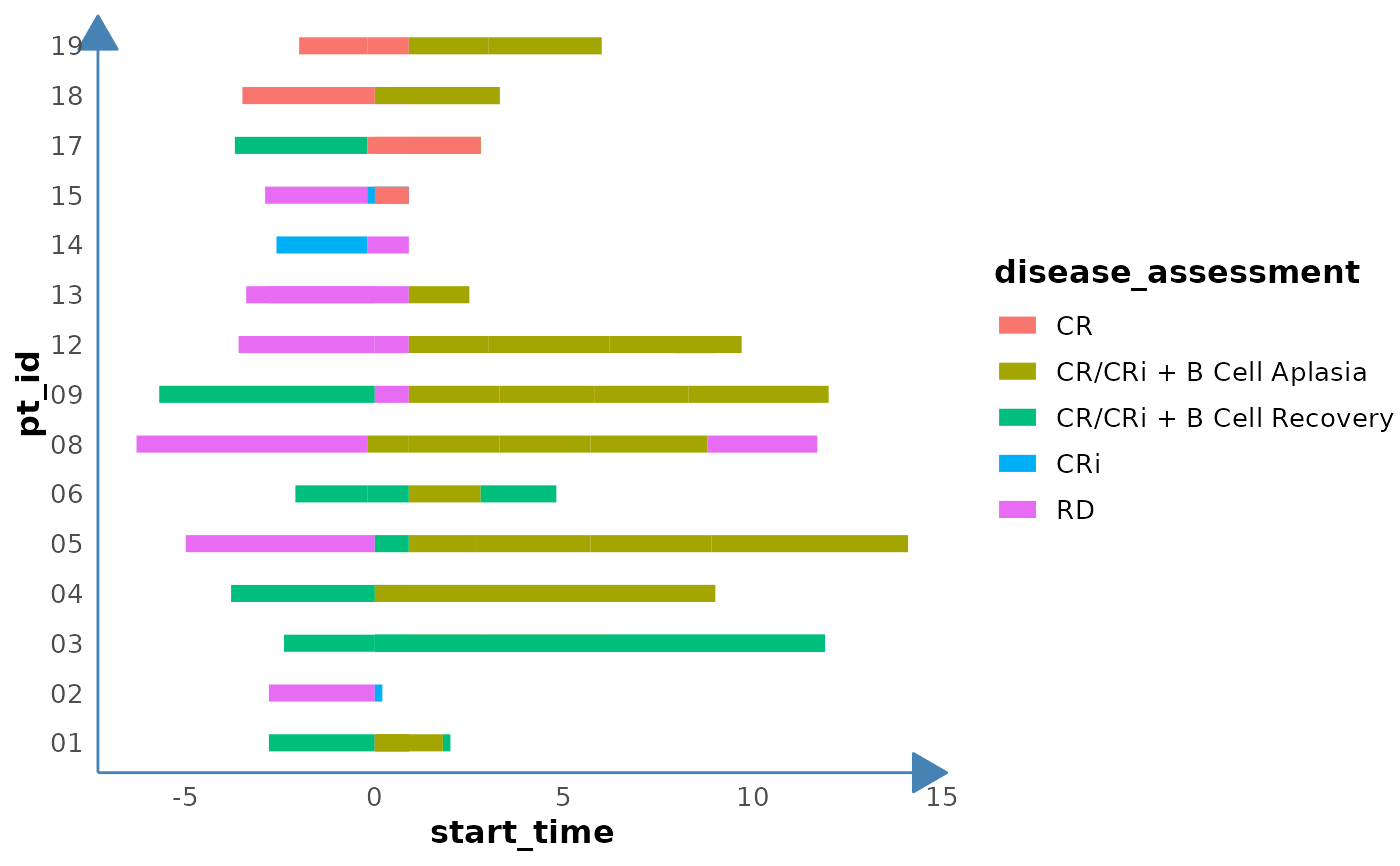 19
18
17
15
14
13
12
09
08
06
05
04
03
02
01
pt_id
-5 0 5 10 15
start_time
disease_assessment
CR
CR/CRi + B Cell Aplasia
CR/CRi + B Cell Recovery
CRi
RD